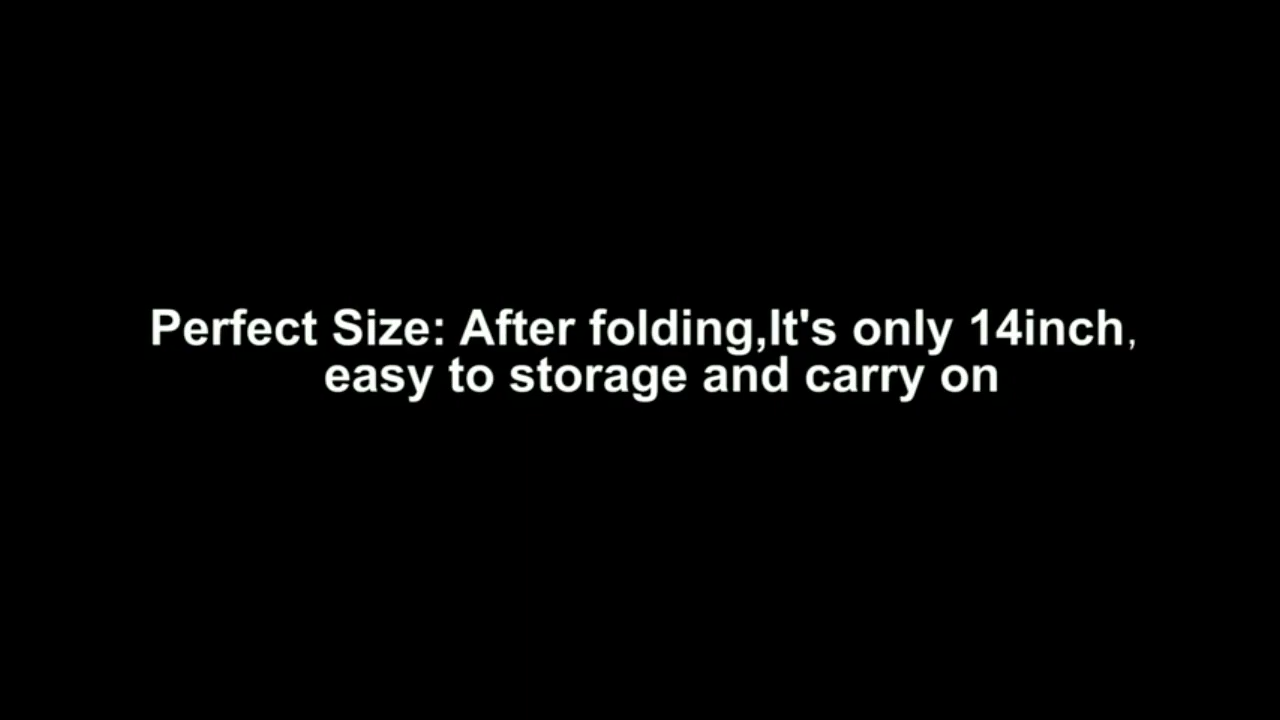 Perfect Size: After folding,It's only 14inch,
easy to storage and carry on